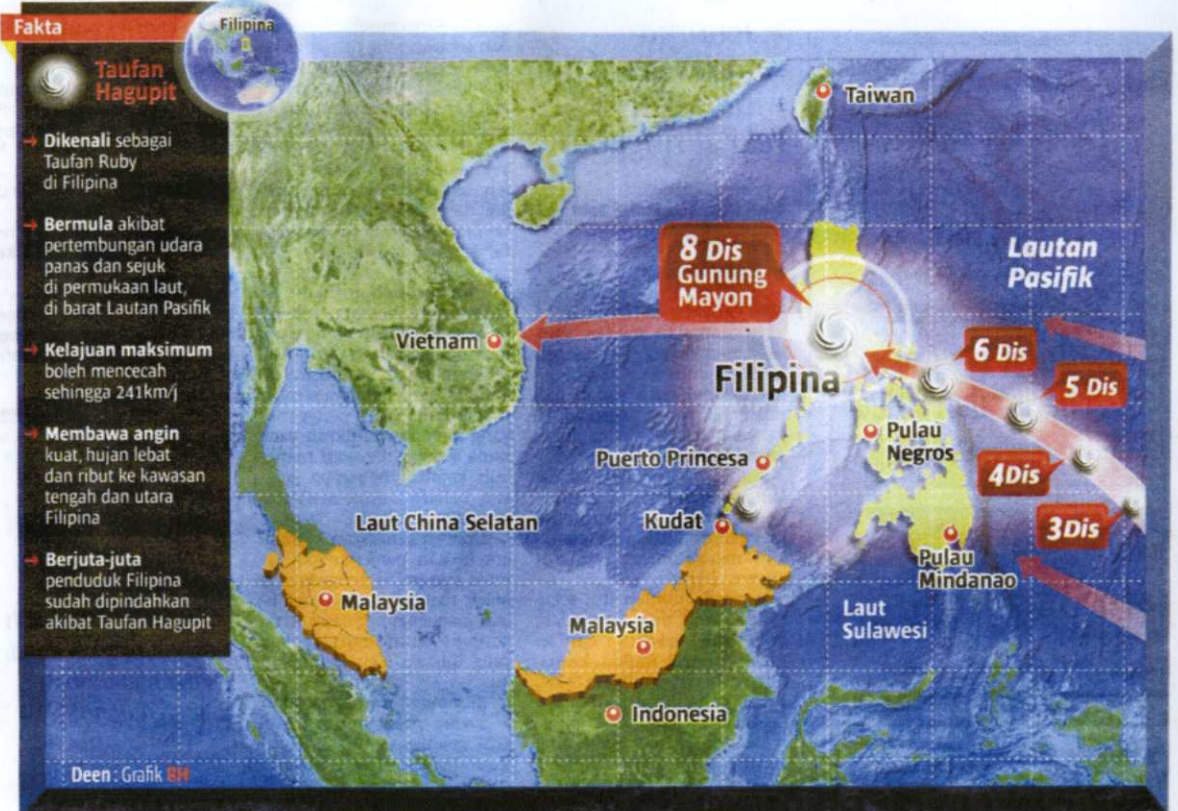 Fakta
Filipina
Taufan
Hagupit
Dikenali sebagai
Taufan Ruby
di Filipina
Bermula akibat
pertembungan udara
panas dan sejuk
di permukaan laut,
di barat Lautan Pasifik
Kelajuan maksimum
boleh mencecah
sehingga 241km/j
Membawa angin
kuat, hujan lebat
dan ribut ke kawasan
tengah dan utara
Filipina
Berjuta-juta
penduduk Filipina
sudah dipindahkan
akibat Taufan Hagupit
Taiwan
8 Dis
Gunung
Mayon
Lautan
Pasifik
Vietnam
Filipina
6 Dis
5 Dis
Pulau
Negros
4 Dis
3 Dis
Puerto Princesa
Laut China Selatan
Kudat
Pulau
Mindanao
Malaysia
Malaysia
Laut
Sulawesi
Indonesia
Deen : Grafik BH